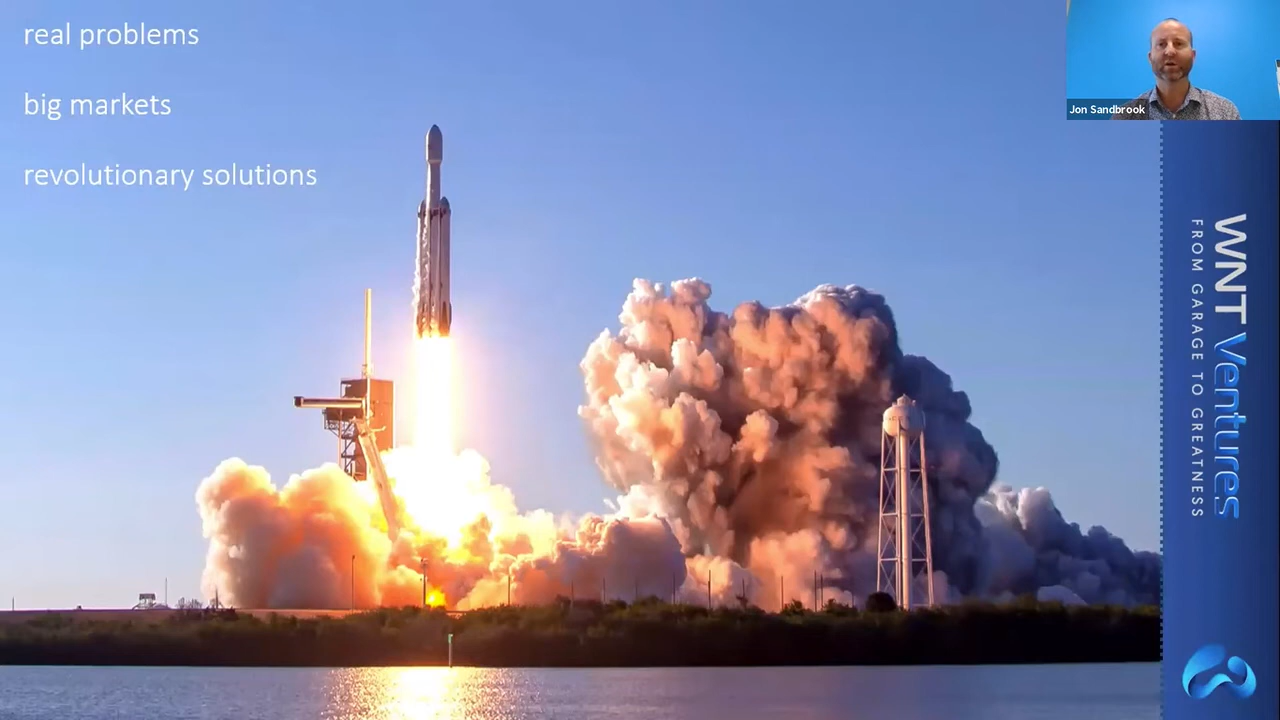 real problems
big markets
revolutionary solutions
Jon Sandbrook
WNT Ventures
FROM GARAGE TO GREATNESS